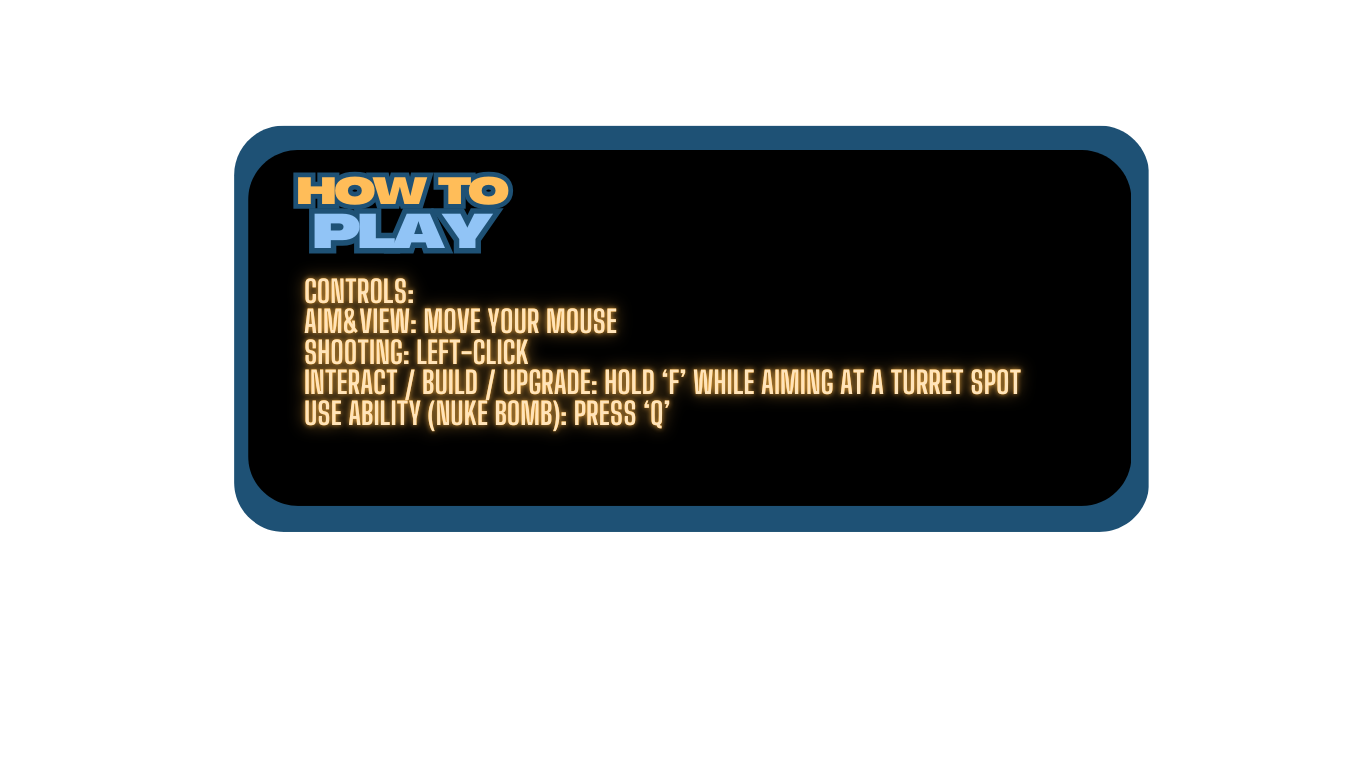 HOW TO
PLAY
CONTROLS:
AIM&VIEW: MOVE YOUR MOUSE
SHOOTING: LEFT-CLICK
INTERACT / BUILD / UPGRADE: HOLD ‘F’ WHILE AIMING AT A TURRET SPOT
USE ABILITY (NUKE BOMB): PRESS ‘Q’